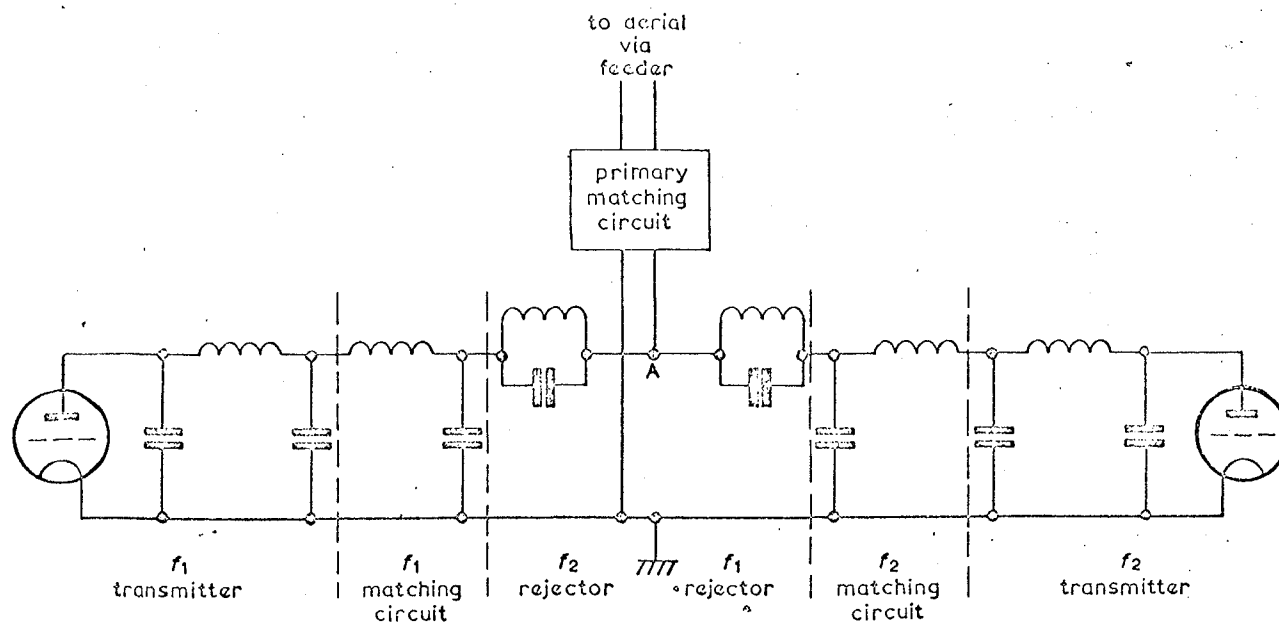 to aerial
via
feeder
primary
matching
circuit
A
f₁
transmitter
f₁
matching
circuit
f₂
rejector
f₁
rejector
f₂
matching
circuit
f₂
transmitter